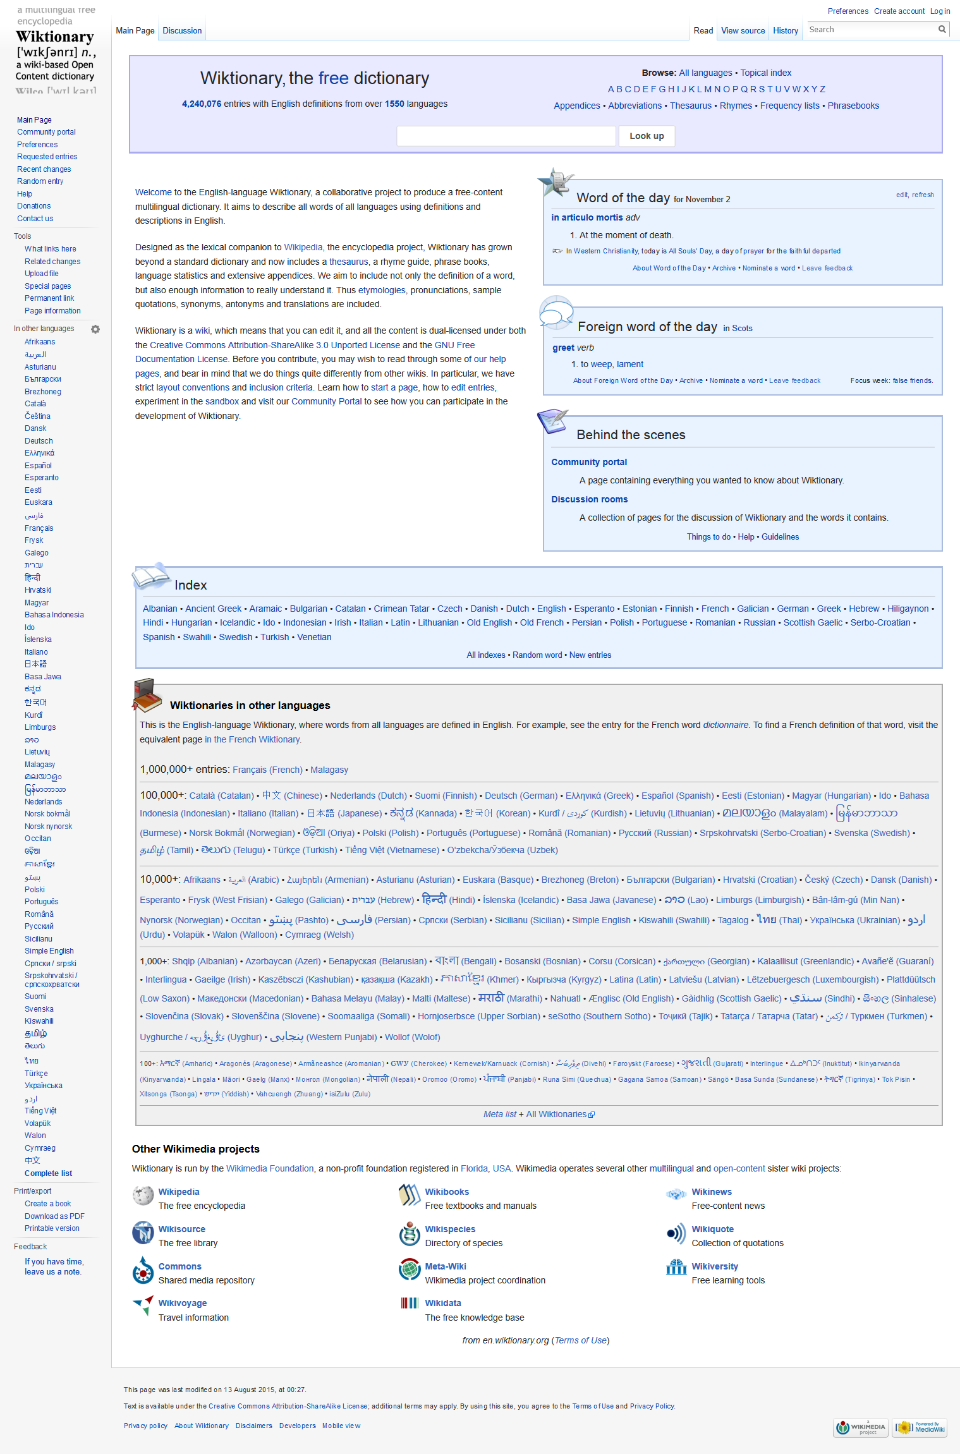 a multilingual free
encyclopedia
Wiktionary
['wɪkʃənrɪ] n.,
a wiki-based Open
Content dictionary
Preferences Create account Log in
Main Page Discussion Read View source History Search
Main Page
Community portal
Preferences
Requested entries
Recent changes
Random entry
Help
Donations
Contact us
Tools
What links here
Related changes
Upload file
Special pages
Permanent link
Page information
In other languages
Afrikaans
العربية
Asturianu
Български
Brezhoneg
Català
Čeština
Dansk
Deutsch
Ελληνικά
Español
Esperanto
Eesti
Euskara
فارسی
Français
Frysk
Galego
עברית
हिन्दी
Hrvatski
Magyar
Bahasa Indonesia
Ido
Íslenska
Italiano
日本語
Basa Jawa
ಕನ್ನಡ
한국어
Kurdî
Limburgs
ລາວ
Lietuvių
Malagasy
മലയാളം
မြန်မာဘာသာ
Nederlands
Norsk bokmål
Norsk nynorsk
Occitan
ଓଡ଼ିଆ
پښتو
Polski
Português
Română
Русский
Sicilianu
Simple English
Српски / srpski
Srpskohrvatski /
српскохрватски
Suomi
Svenska
Kiswahili
தமிழ்
తెలుగు
ไทย
Türkçe
Українська
اردو
Tiếng Việt
Volapük
Walon
Cymraeg
中文
Complete list
Print/export
Create a book
Download as PDF
Printable version
Feedback
If you have time,
leave us a note.
Wiktionary, the free dictionary
4,240,076 entries with English definitions from over 1550 languages
Browse: All languages • Topical index
A B C D E F G H I J K L M N O P Q R S T U V W X Y Z
Appendices • Abbreviations • Thesaurus • Rhymes • Frequency lists • Phrasebooks
Look up
Welcome to the English-language Wiktionary, a collaborative project to produce a free-content
multilingual dictionary. It aims to describe all words of all languages using definitions and
descriptions in English.
Designed as the lexical companion to Wikipedia, the encyclopedia project, Wiktionary has grown
beyond a standard dictionary and now includes a thesaurus, a rhyme guide, phrase books,
language statistics and extensive appendices. We aim to include not only the definition of a word,
but also enough information to really understand it. Thus etymologies, pronunciations, sample
quotations, synonyms, antonyms and translations are included.
Wiktionary is a wiki, which means that you can edit it, and all the content is dual-licensed under both
the Creative Commons Attribution-ShareAlike 3.0 Unported License and the GNU Free
Documentation License. Before you contribute, you may wish to read through some of our help
pages, and bear in mind that we do things quite differently from other wikis. In particular, we have
strict layout conventions and inclusion criteria. Learn how to start a page, how to edit entries,
experiment in the sandbox and visit our Community Portal to see how you can participate in the
development of Wiktionary.
Word of the day for November 2 edit, refresh
in articulo mortis adv
1. At the moment of death.
In Western Christianity, today is All Souls' Day, a day of prayer for the faithful departed
About Word of the Day • Archive • Nominate a word • Leave feedback
Foreign word of the day in Scots
greet verb
1. to weep, lament
About Foreign Word of the Day • Archive • Nominate a word • Leave feedback Focus week: false friends.
Behind the scenes
Community portal
A page containing everything you wanted to know about Wiktionary.
Discussion rooms
A collection of pages for the discussion of Wiktionary and the words it contains.
Things to do • Help • Guidelines
Index
Albanian • Ancient Greek • Aramaic • Bulgarian • Catalan • Crimean Tatar • Czech • Danish • Dutch • English • Esperanto • Estonian • Finnish • French • Galician • German • Greek • Hebrew • Hiligaynon •
Hindi • Hungarian • Icelandic • Ido • Indonesian • Irish • Italian • Latin • Lithuanian • Old English • Old French • Persian • Polish • Portuguese • Romanian • Russian • Scottish Gaelic • Serbo-Croatian •
Spanish • Swahili • Swedish • Turkish • Venetian
All indexes • Random word • New entries
Wiktionaries in other languages
This is the English-language Wiktionary, where words from all languages are defined in English. For example, see the entry for the French word dictionnaire. To find a French definition of that word, visit the
equivalent page in the French Wiktionary.
1,000,000+ entries: Français (French) • Malagasy
100,000+: Català (Catalan) • 中文 (Chinese) • Nederlands (Dutch) • Suomi (Finnish) • Deutsch (German) • Ελληνικά (Greek) • Español (Spanish) • Eesti (Estonian) • Magyar (Hungarian) • Ido • Bahasa
Indonesia (Indonesian) • Italiano (Italian) • 日本語 (Japanese) • ಕನ್ನಡ (Kannada) • 한국어 (Korean) • Kurdî / كوردی (Kurdish) • Lietuvių (Lithuanian) • മലയാളം (Malayalam) • မြန်မာဘာသာ
(Burmese) • Norsk Bokmål (Norwegian) • ଓଡ଼ିଆ (Oriya) • Polski (Polish) • Português (Portuguese) • Română (Romanian) • Русский (Russian) • Srpskohrvatski (Serbo-Croatian) • Svenska (Swedish) •
தமிழ் (Tamil) • తెలుగు (Telugu) • Türkçe (Turkish) • Tiếng Việt (Vietnamese) • O'zbekcha/Ўзбекча (Uzbek)
10,000+: Afrikaans • العربية (Arabic) • Հայերեն (Armenian) • Asturianu (Asturian) • Euskara (Basque) • Brezhoneg (Breton) • Български (Bulgarian) • Hrvatski (Croatian) • Český (Czech) • Dansk (Danish) •
Esperanto • Frysk (West Frisian) • Galego (Galician) • עברית (Hebrew) • हिन्दी (Hindi) • Íslenska (Icelandic) • Basa Jawa (Javanese) • ລາວ (Lao) • Limburgs (Limburgish) • Bân-lâm-gú (Min Nan) •
Nynorsk (Norwegian) • Occitan • پښتو (Pashto) • فارسی (Persian) • Српски (Serbian) • Sicilianu (Sicilian) • Simple English • Kiswahili (Swahili) • Tagalog • ไทย (Thai) • Українська (Ukrainian) • اردو
(Urdu) • Volapük • Walon (Walloon) • Cymraeg (Welsh)
1,000+: Shqip (Albanian) • Azərbaycan (Azeri) • Беларуская (Belarusian) • বাংলা (Bengali) • Bosanski (Bosnian) • Corsu (Corsican) • ქართული (Georgian) • Kalaallisut (Greenlandic) • Avañe'ẽ (Guaraní)
• Interlingua • Gaeilge (Irish) • Kaszëbsczi (Kashubian) • қазақша (Kazakh) • (Khmer) • Кыргызча (Kyrgyz) • Latina (Latin) • Latviešu (Latvian) • Lëtzebuergesch (Luxembourgish) • Plattdüütsch
(Low Saxon) • Македонски (Macedonian) • Bahasa Melayu (Malay) • Malti (Maltese) • मराठी (Marathi) • Nahuatl • Ænglisc (Old English) • Gàidhlig (Scottish Gaelic) • سنڌي (Sindhi) • සිංහල (Sinhalese)
• Slovenčina (Slovak) • Slovenščina (Slovene) • Soomaaliga (Somali) • Hornjoserbsce (Upper Sorbian) • seSotho (Southern Sotho) • Тоҷикӣ (Tajik) • Tatarça / Татарча (Tatar) • / Туркмен (Turkmen) •
Uyghurche / (Uyghur) • پنجابی (Western Punjabi) • Wollof (Wolof)
100+: አማርኛ (Amharic) • Aragonés (Aragonese) • Armãneashce (Aromanian) • ᏣᎳᎩ (Cherokee) • Kernewek/Karnuack (Cornish) • (Divehi) • Føroyskt (Faroese) • ગુજરાતી (Gujarati) • Interlingue • (Inuktitut) • Ikinyarwanda
(Kinyarwanda) • Lingala • Māori • Gaelg (Manx) • Монгол (Mongolian) • नेपाली (Nepali) • Oromoo (Oromo) • ਪੰਜਾਬੀ (Panjabi) • Runa Simi (Quechua) • Gagana Samoa (Samoan) • Sängö • Basa Sunda (Sundanese) • ትግርኛ (Tigrinya) • Tok Pisin •
Xitsonga (Tsonga) • ייִדיש (Yiddish) • Vahcuengh (Zhuang) • isiZulu (Zulu)
Meta list + All Wiktionaries
Other Wikimedia projects
Wiktionary is run by the Wikimedia Foundation, a non-profit foundation registered in Florida, USA. Wikimedia operates several other multilingual and open-content sister wiki projects:
Wikipedia Wikibooks Wikinews
The free encyclopedia Free textbooks and manuals Free-content news
Wikisource Wikispecies Wikiquote
The free library Directory of species Collection of quotations
Commons Meta-Wiki Wikiversity
Shared media repository Wikimedia project coordination Free learning tools
Wikivoyage Wikidata
Travel information The free knowledge base
from en.wiktionary.org (Terms of Use)
This page was last modified on 13 August 2015, at 00:27.
Text is available under the Creative Commons Attribution-ShareAlike License; additional terms may apply. By using this site, you agree to the Terms of Use and Privacy Policy.
Privacy policy About Wiktionary Disclaimers Developers Mobile view
A WIKIMEDIA project Powered By MediaWiki